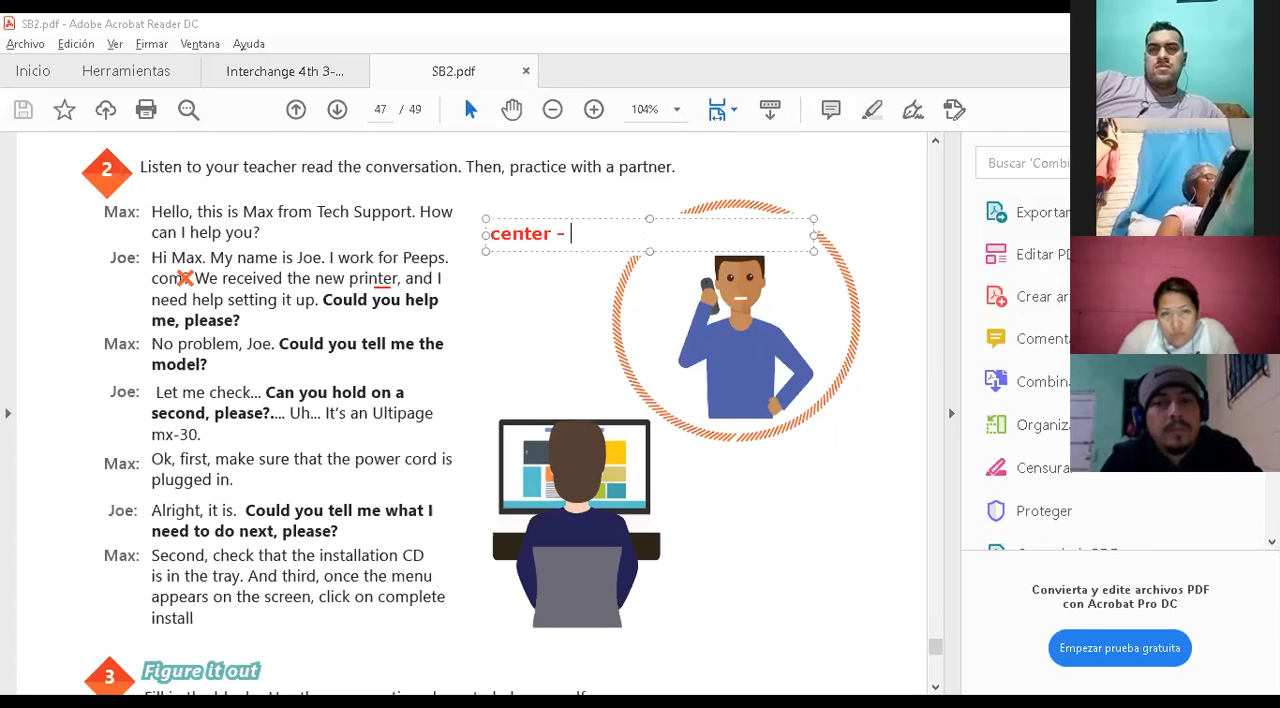 SB2.pdf - Adobe Acrobat Reader DC
Archivo Edición Ver Firmar Ventana Ayuda
Inicio Herramientas Interchange 4th 3-... SB2.pdf ×
47 / 49 104%
2 Listen to your teacher read the conversation. Then, practice with a partner.
Max: Hello, this is Max from Tech Support. How
can I help you?
Joe: Hi Max. My name is Joe. I work for Peeps.
com. We received the new printer, and I
need help setting it up. Could you help
me, please?
Max: No problem, Joe. Could you tell me the
model?
Joe: Let me check... Can you hold on a
second, please?.... Uh... It's an Ultipage
mx-30.
Max: Ok, first, make sure that the power cord is
plugged in.
Joe: Alright, it is. Could you tell me what I
need to do next, please?
Max: Second, check that the installation CD
is in the tray. And third, once the menu
appears on the screen, click on complete
install
center -
3 Figure it out
Buscar 'Combi
Exportar
Editar PD
Crear ar
Comenta
Combin
Organiza
Censura
Proteger
Convierta y edite archivos PDF
con Acrobat Pro DC
Empezar prueba gratuita